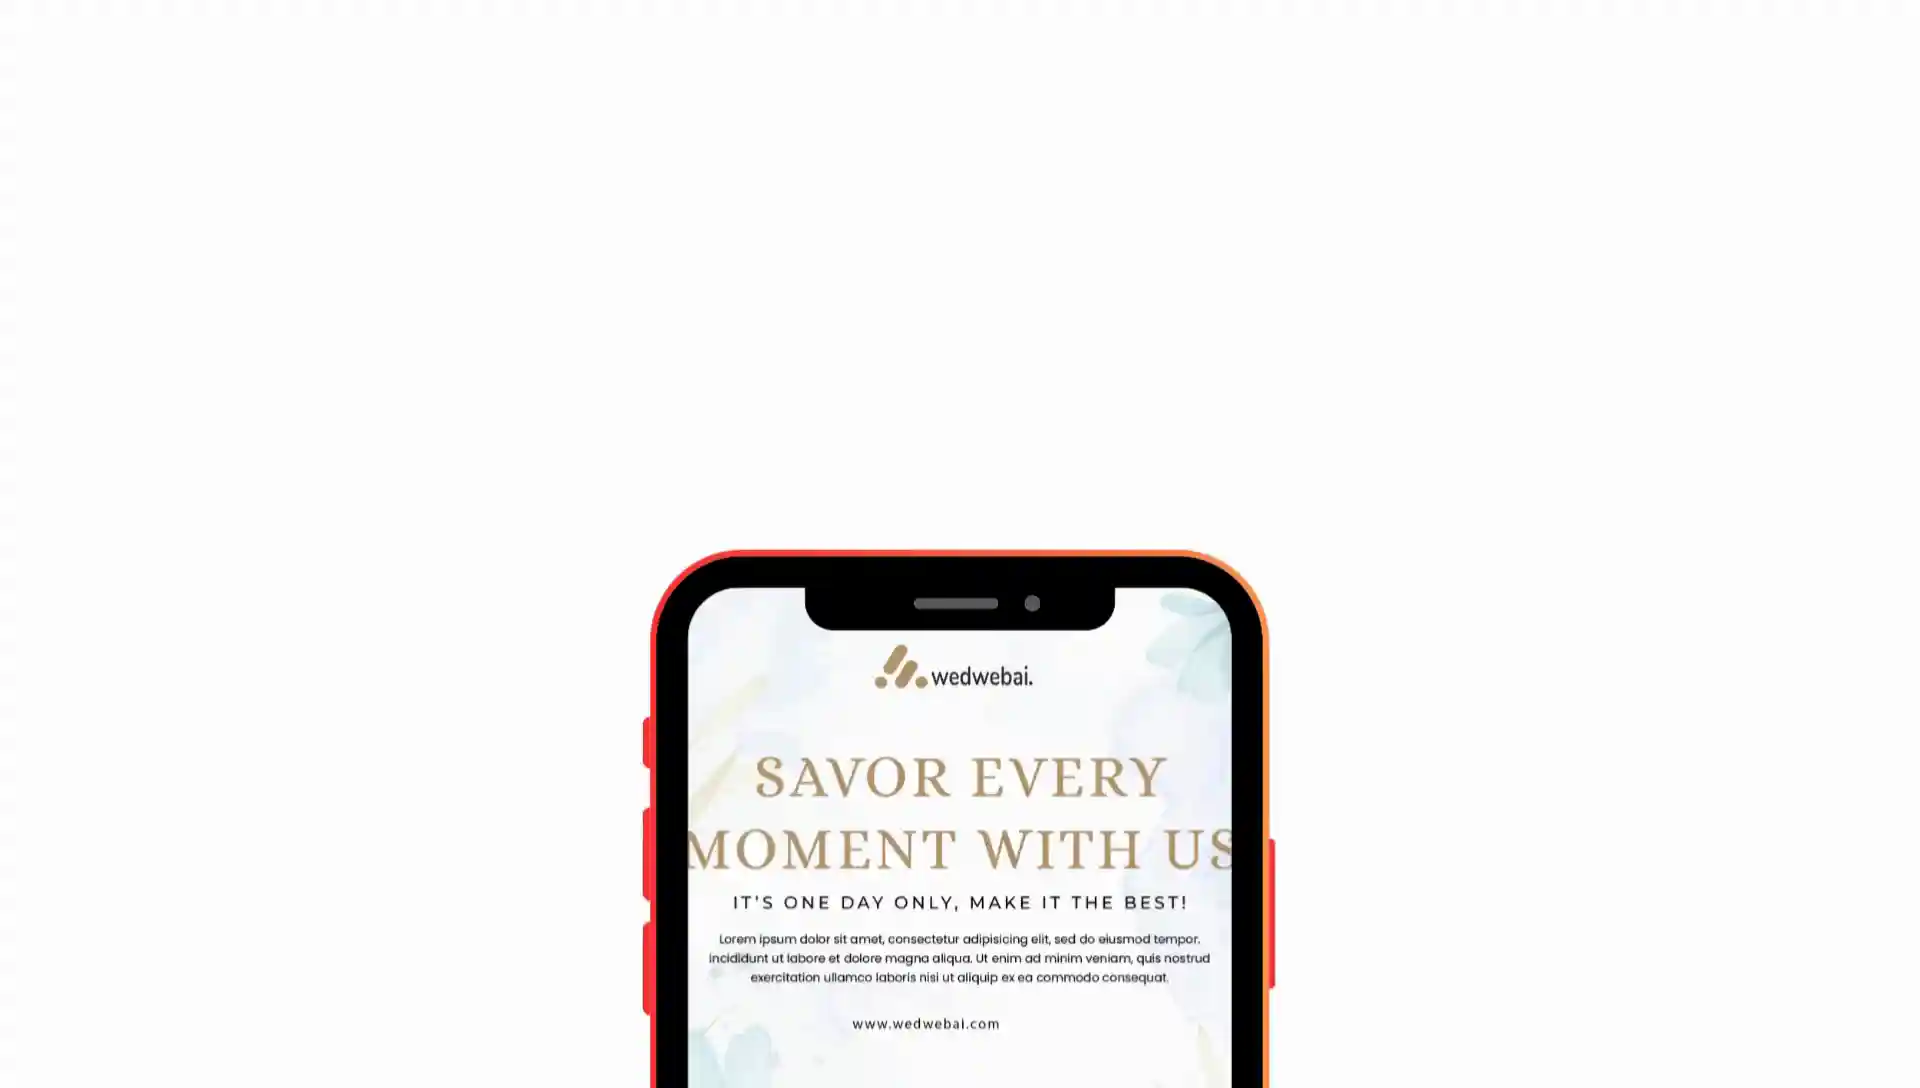 wedwebai.
SAVOR EVERY
MOMENT WITH US
IT'S ONE DAY ONLY, MAKE IT THE BEST!
Lorem ipsum dolor sit amet, consectetur adipisicing elit, sed do eiusmod tempor.
incididunt ut labore et dolore magna aliqua. Ut enim ad minim veniam, quis nostrud
exercitation ullamco laboris nisi ut aliquip ex ea commodo consequat.
www.wedwebai.com